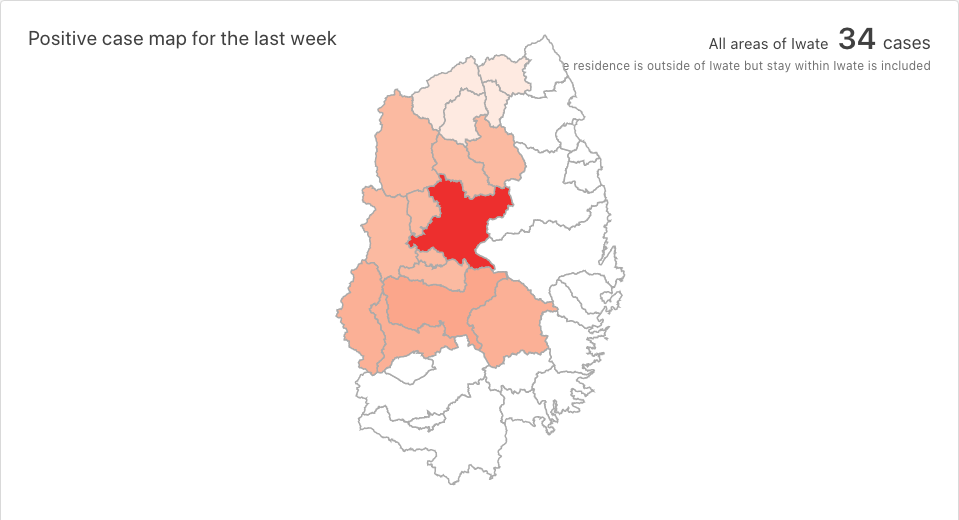 Positive case map for the last week
All areas of Iwate 34 cases
residence is outside of Iwate but stay within Iwate is included